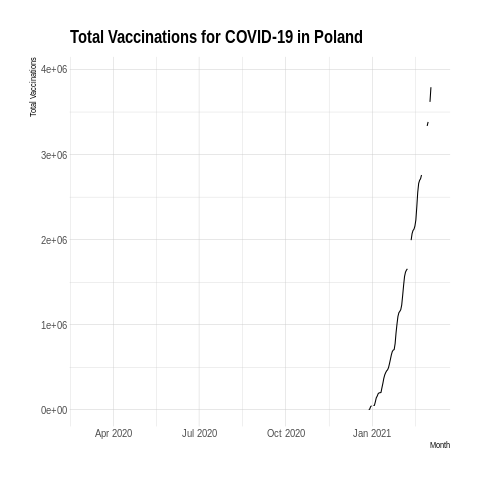 Total Vaccinations for COVID-19 in Poland
Total Vaccinations
4e+06
3e+06
2e+06
1e+06
0e+00
Apr 2020 Jul 2020 Oct 2020 Jan 2021
Month